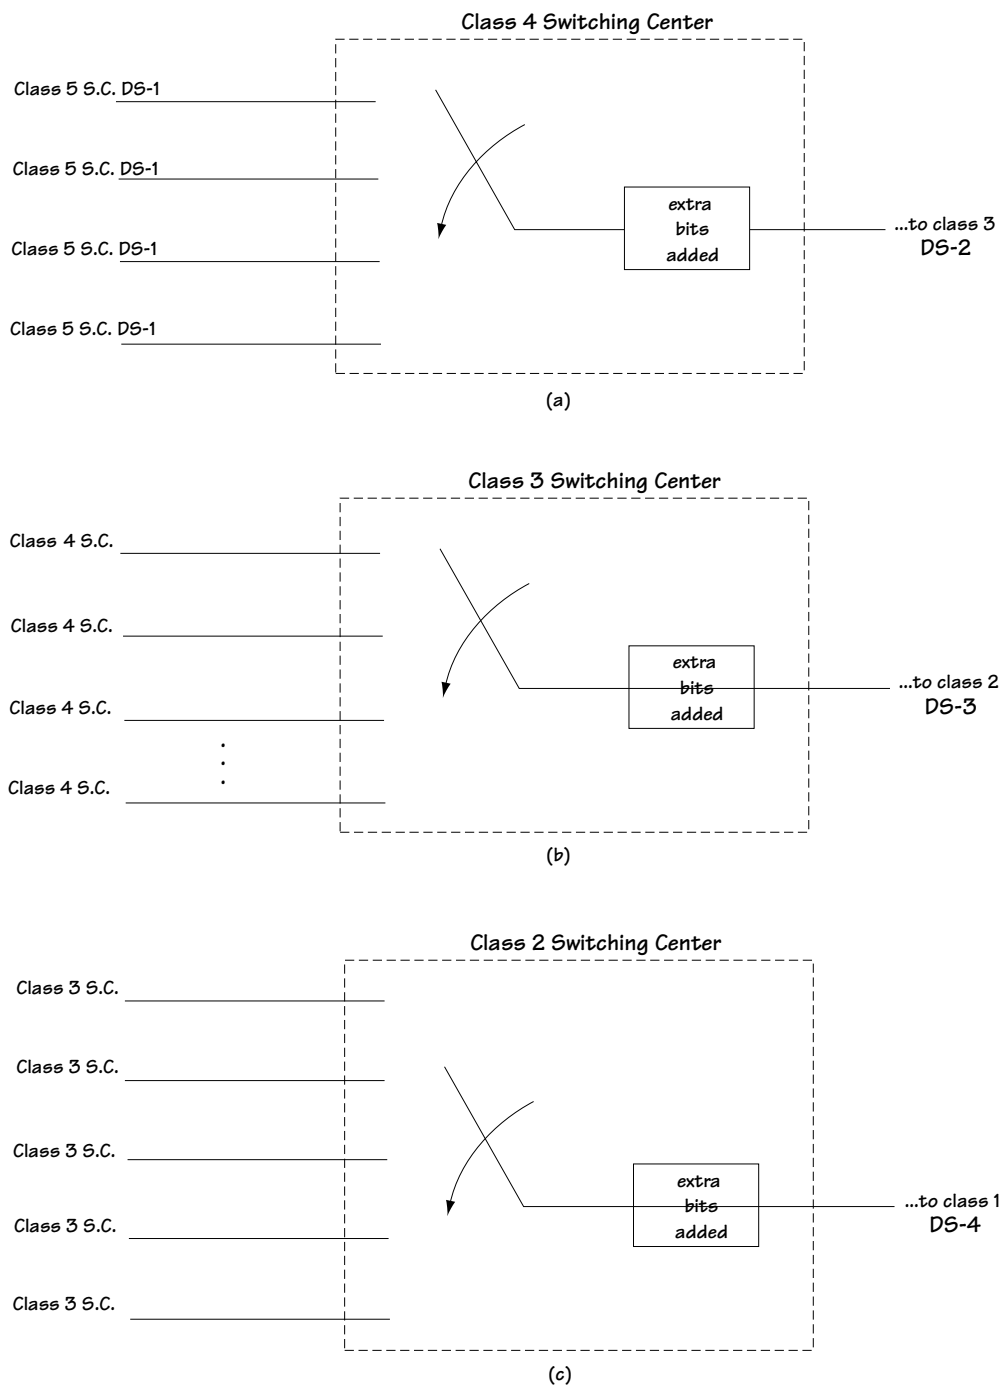 Class 4 Switching Center
Class 5 S.C. DS-1
Class 5 S.C. DS-1
Class 5 S.C. DS-1
Class 5 S.C. DS-1
extra
bits
added
...to class 3
DS-2
(a)
Class 3 Switching Center
Class 4 S.C.
Class 4 S.C.
Class 4 S.C.
Class 4 S.C.
extra
bits
added
...to class 2
DS-3
(b)
Class 2 Switching Center
Class 3 S.C.
Class 3 S.C.
Class 3 S.C.
Class 3 S.C.
Class 3 S.C.
extra
bits
added
...to class 1
DS-4
(c)